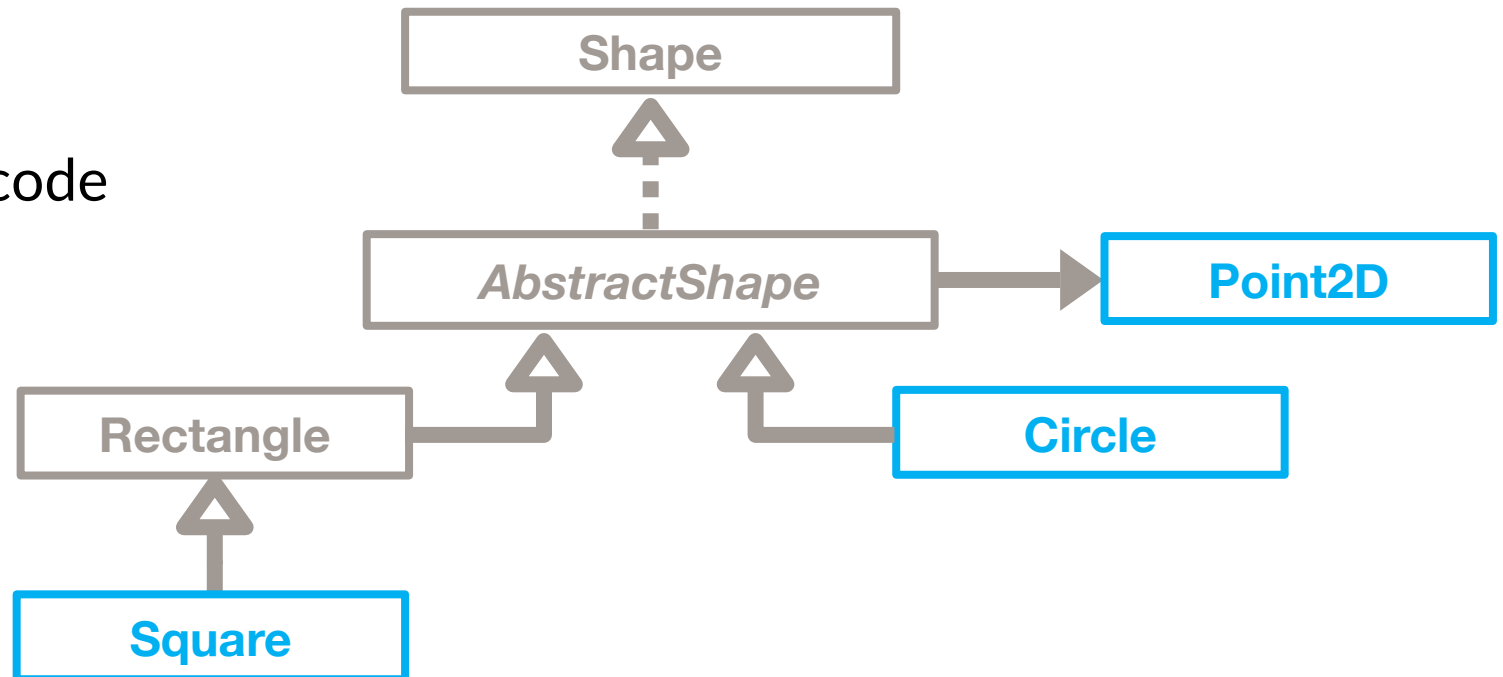 Shape
code
AbstractShape
Point2D
Rectangle
Circle
Square